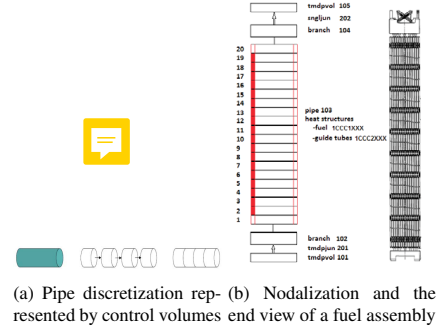 tmdpvol 105
sngljun 202
branch 104
20
19
18
17
16
15
14
13
12
11
10
9
8
7
6
5
4
3
2
1
pipe 103
heat structures
-fuel 1CCC1XXX
-guide tubes 1CCC2XXX
branch 102
tmdpjun 201
tmdpvol 101
(a) Pipe discretization rep-
resented by control volumes
(b) Nodalization and the
end view of a fuel assembly